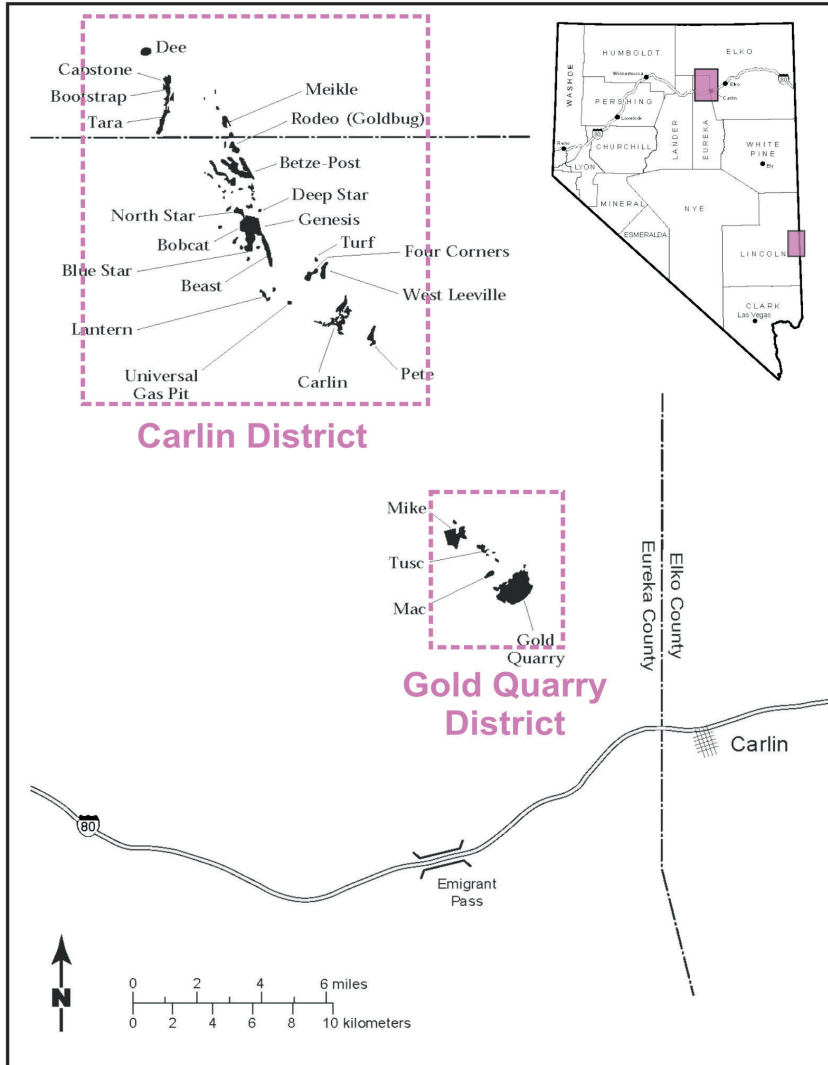 Dee
Capstone
Bootstrap
Tara
Meikle
Rodeo (Goldbug)
Betze-Post
Deep Star
North Star
Genesis
Bobcat
Turf
Four Corners
Blue Star
Beast
West Leeville
Lantern
Universal
Gas Pit
Carlin
Pete
Carlin District
HUMBOLDT
ELKO
WASHOE
Winnemucca
Elko
80
Carlin
PERSHING
Lovelock
LANDER
EUREKA
WHITE
PINE
Ely
Reno
80
CHURCHILL
LYON
MINERAL
NYE
ESMERALDA
LINCOLN
CLARK
Las Vegas
Mike
Tusc
Mac
Gold
Quarry
Gold Quarry
District
Elko County
Eureka County
Carlin
80
Emigrant
Pass
N
0 2 4 6 miles
0 2 4 6 8 10 kilometers